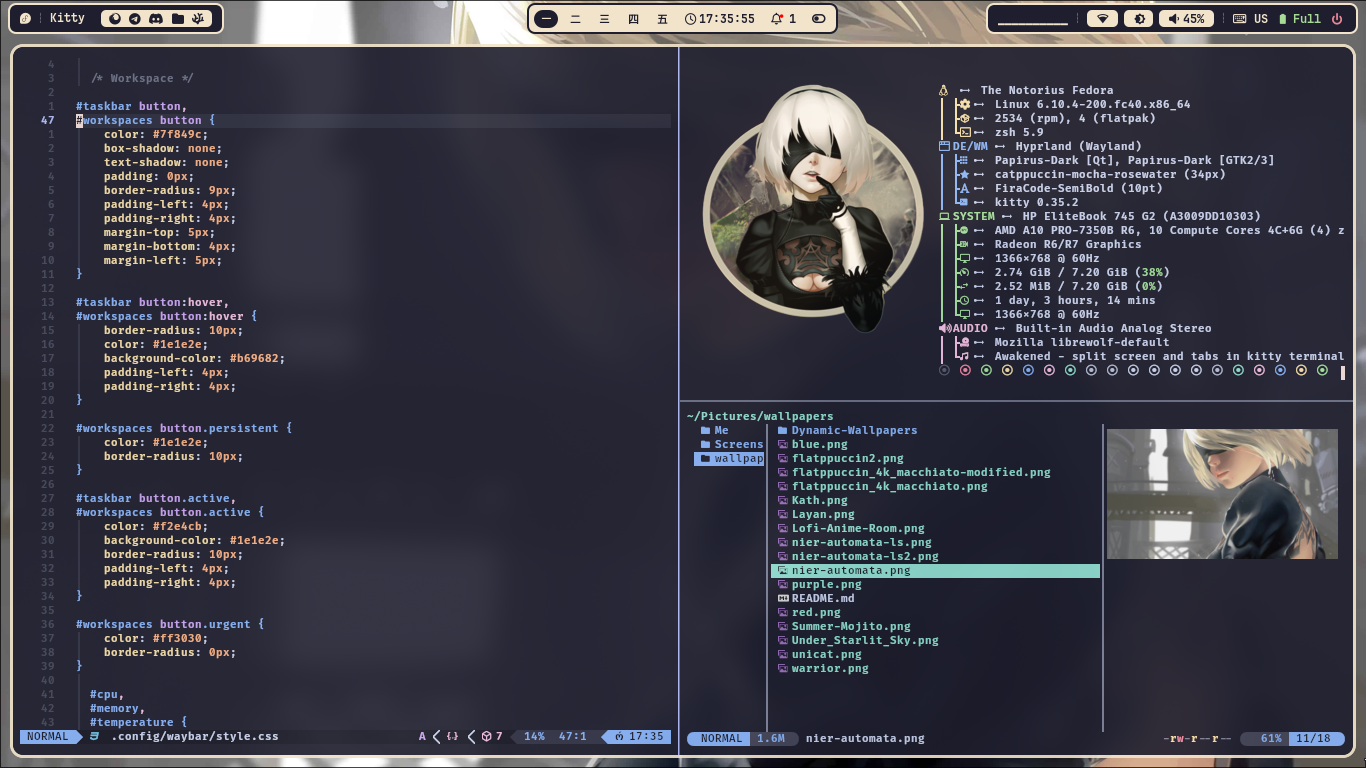 Kitty
一 二 三 四 五 17:35:55 1
45% US Full
4
3 /* Workspace */
2
1 #taskbar button,
47 #workspaces button {
1 color: #7f849c;
2 box-shadow: none;
3 text-shadow: none;
4 padding: 0px;
5 border-radius: 9px;
6 padding-left: 4px;
7 padding-right: 4px;
8 margin-top: 5px;
9 margin-bottom: 4px;
10 margin-left: 5px;
11 }
12
13 #taskbar button:hover,
14 #workspaces button:hover {
15 border-radius: 10px;
16 color: #1e1e2e;
17 background-color: #b69682;
18 padding-left: 4px;
19 padding-right: 4px;
20 }
21
22 #workspaces button.persistent {
23 color: #1e1e2e;
24 border-radius: 10px;
25 }
26
27 #taskbar button.active,
28 #workspaces button.active {
29 color: #f2e4cb;
30 background-color: #1e1e2e;
31 border-radius: 10px;
32 padding-left: 4px;
33 padding-right: 4px;
34 }
35
36 #workspaces button.urgent {
37 color: #ff3030;
38 border-radius: 0px;
39 }
40
41 #cpu,
42 #memory,
43 #temperature {
NORMAL .config/waybar/style.css A {.} 7 14% 47:1 17:35
The Notorious Fedora
Linux 6.10.4-200.fc40.x86_64
2534 (rpm), 4 (flatpak)
zsh 5.9
DE/WM Hyprland (Wayland)
Papirus-Dark [Qt], Papirus-Dark [GTK2/3]
catppuccin-mocha-rosewater (34px)
FiraCode-SemiBold (10pt)
kitty 0.35.2
SYSTEM HP EliteBook 745 G2 (A3009DD10303)
AMD A10 PRO-7350B R6, 10 Compute Cores 4C+6G (4) z
Radeon R6/R7 Graphics
1366×768 @ 60Hz
2.74 GiB / 7.20 GiB (38%)
2.52 MiB / 7.20 GiB (0%)
1 day, 3 hours, 14 mins
1366×768 @ 60Hz
AUDIO Built-in Audio Analog Stereo
Mozilla librewolf-default
Awakened - split screen and tabs in kitty terminal
~/Pictures/wallpapers
Me
Screens
wallpap
Dynamic-Wallpapers
blue.png
flatppuccin2.png
flatppuccin_4k_macchiato-modified.png
flatppuccin_4k_macchiato.png
Kath.png
Layan.png
Lofi-Anime-Room.png
nier-automata-ls.png
nier-automata-ls2.png
nier-automata.png
purple.png
README.md
red.png
Summer-Mojito.png
Under_Starlit_Sky.png
unicat.png
warrior.png
NORMAL 1.6M nier-automata.png -rw-r--r-- 61% 11/18